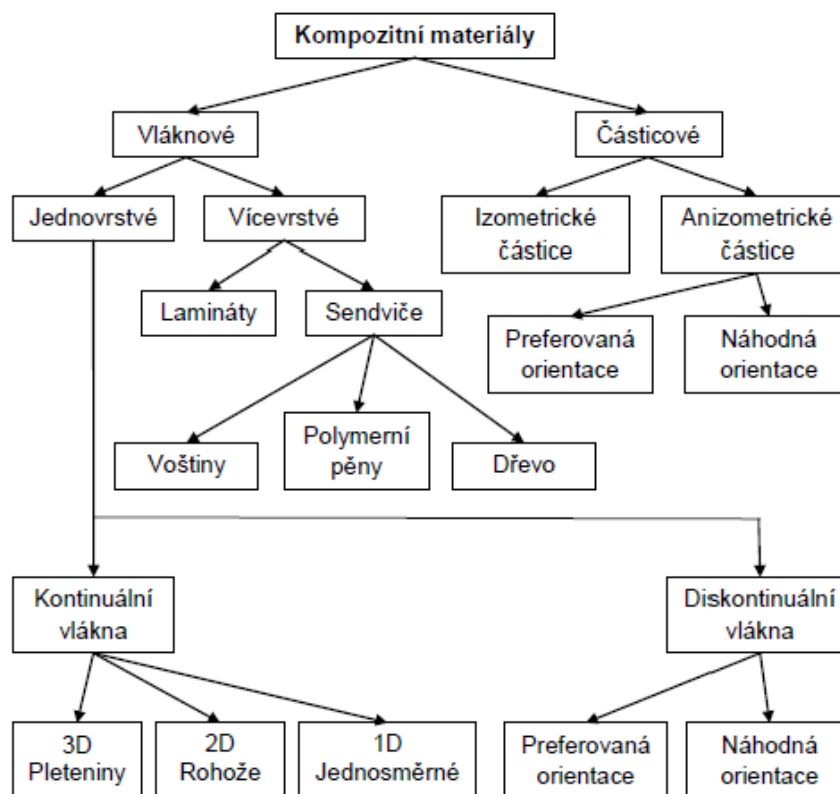 Kompozitní materiály
Vláknové
Částicové
Jednovrstvé
Vícevrstvé
Izometrické
částice
Anizometrické
částice
Lamináty
Sendviče
Preferovaná
orientace
Náhodná
orientace
Voštiny
Polymerní
pěny
Dřevo
Kontinuální
vlákna
Diskontinuální
vlákna
3D
Pleteniny
2D
Rohože
1D
Jednosměrné
Preferovaná
orientace
Náhodná
orientace